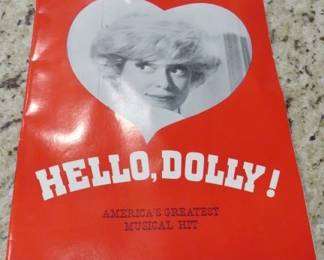 HELLO, DOLLY!
AMERICA'S GREATEST
MUSICAL HIT